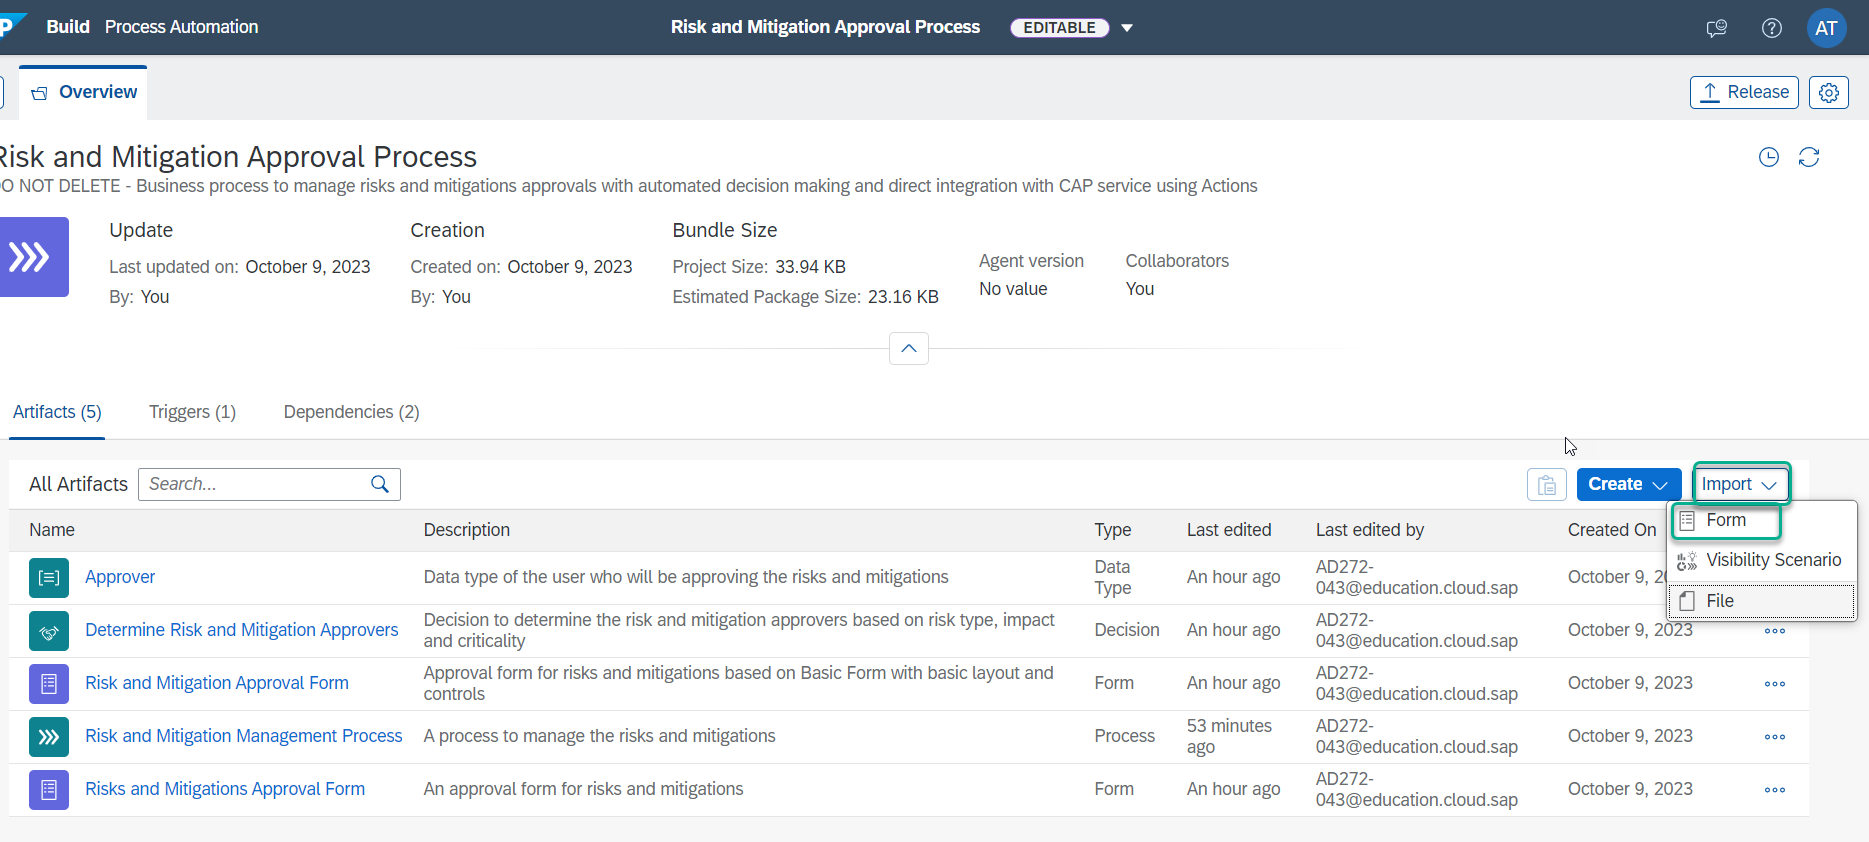 P Build Process Automation Risk and Mitigation Approval Process EDITABLE AT
Overview Release
Risk and Mitigation Approval Process
DO NOT DELETE - Business process to manage risks and mitigations approvals with automated decision making and direct integration with CAP service using Actions
Update Creation Bundle Size
Last updated on: October 9, 2023 Created on: October 9, 2023 Project Size: 33.94 KB Agent version Collaborators
By: You By: You Estimated Package Size: 23.16 KB No value You
Artifacts (5) Triggers (1) Dependencies (2)
All Artifacts Search... Create Import
Form
Visibility Scenario
File
Name Description Type Last edited Last edited by Created On
Approver Data type of the user who will be approving the risks and mitigations Data
Type An hour ago AD272-
043@education.cloud.sap October 9, 20
Determine Risk and Mitigation Approvers Decision to determine the risk and mitigation approvers based on risk type, impact
and criticality Decision An hour ago AD272-
043@education.cloud.sap October 9, 2023
Risk and Mitigation Approval Form Approval form for risks and mitigations based on Basic Form with basic layout and
controls Form An hour ago AD272-
043@education.cloud.sap October 9, 2023
Risk and Mitigation Management Process A process to manage the risks and mitigations Process 53 minutes
ago AD272-
043@education.cloud.sap October 9, 2023
Risks and Mitigations Approval Form An approval form for risks and mitigations Form An hour ago AD272-
043@education.cloud.sap October 9, 2023